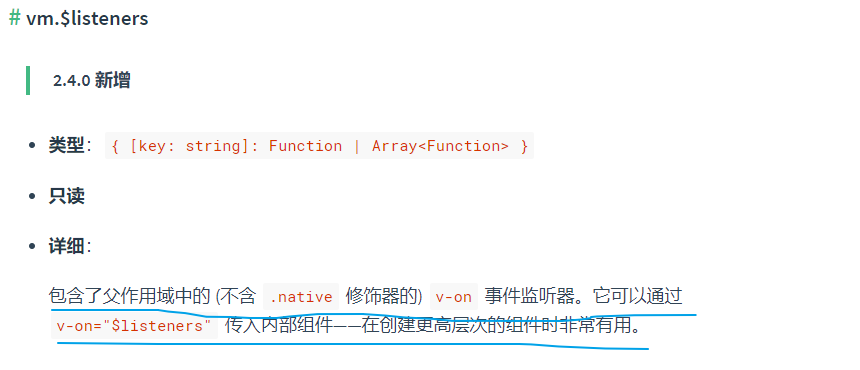 # vm.$listeners
2.4.0 新增
类型： { [key: string]: Function | Array<Function> }
只读
详细：
包含了父作用域中的 (不含 .native 修饰器的) v-on 事件监听器。它可以通过
v-on="$listeners" 传入内部组件——在创建更高层次的组件时非常有用。